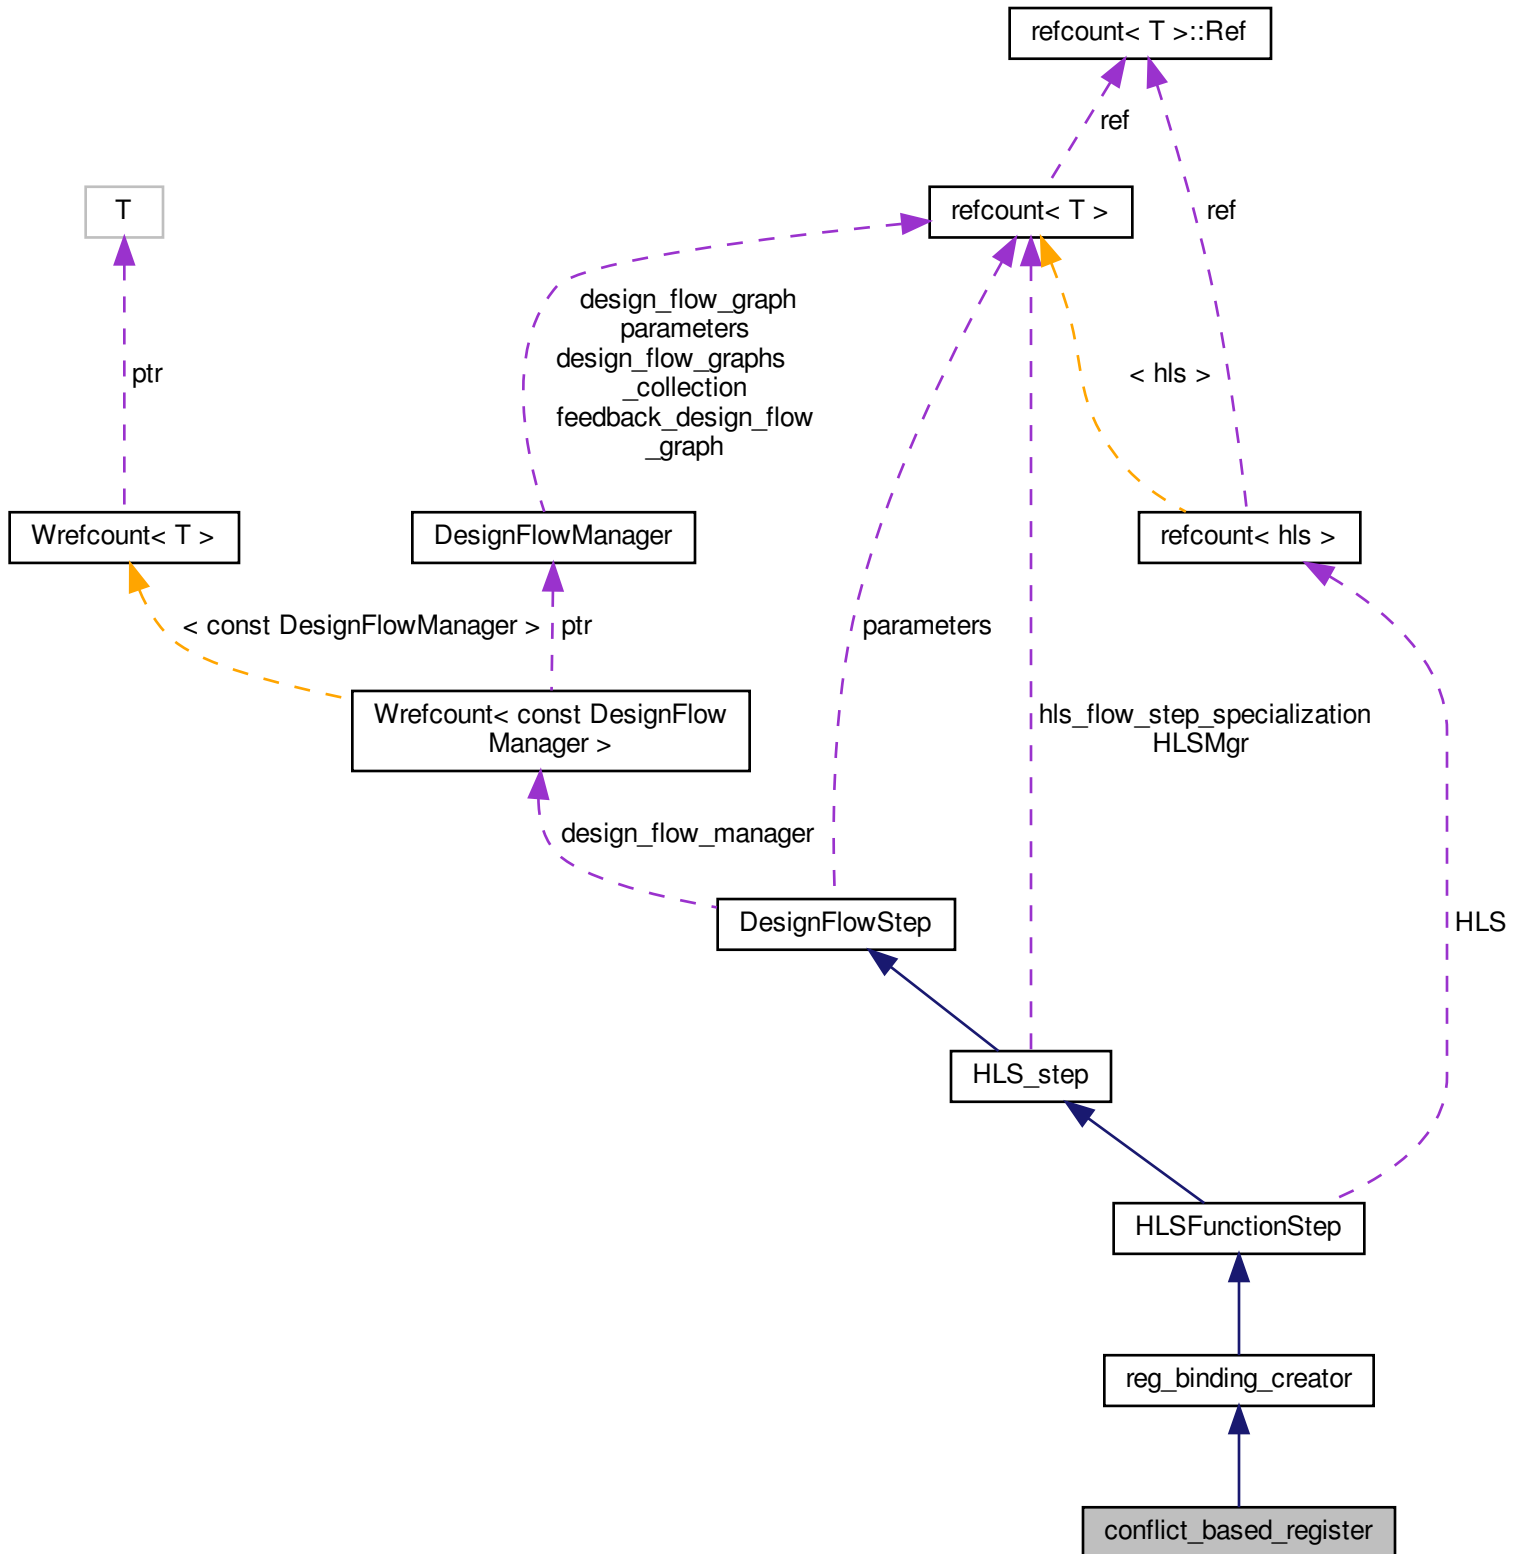 refcount< T >::Ref
ref
T
refcount< T >
ref
design_flow_graph
parameters
design_flow_graphs
_collection
feedback_design_flow
_graph
ptr
< hls >
Wrefcount< T >
DesignFlowManager
refcount< hls >
< const DesignFlowManager >
ptr
parameters
Wrefcount< const DesignFlow
Manager >
hls_flow_step_specialization
HLSMgr
design_flow_manager
DesignFlowStep
HLS
HLS_step
HLSFunctionStep
reg_binding_creator
conflict_based_register